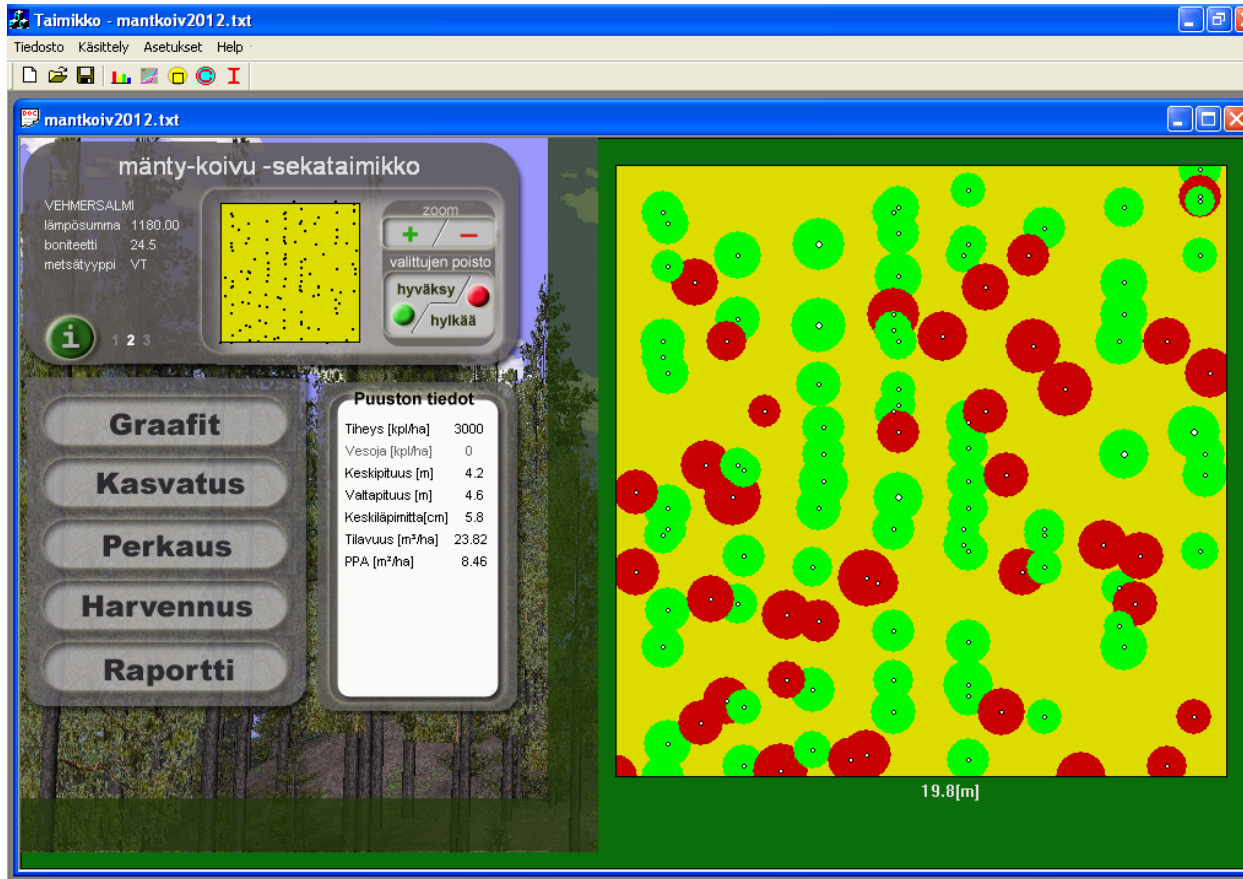 Taimikko - mantkoiv2012.txt
Tiedosto Käsittely Asetukset Help
mantkoiv2012.txt
mänty-koivu -sekataimikko
VEHMERSALMI
lämpösumma 1180.00
boniteetti 24.5
metsätyyppi VT
zoom
+ / −
valittujen poisto
hyväksy
hylkää
i 1 2 3
Graafit
Kasvatus
Perkaus
Harvennus
Raportti
Puuston tiedot
Tiheys [kpl/ha] 3000
Vesoja [kpl/ha] 0
Keskipituus [m] 4.2
Valtapituus [m] 4.6
Keskiläpimitta[cm] 5.8
Tilavuus [m³/ha] 23.82
PPA [m²/ha] 8.46
19.8[m]